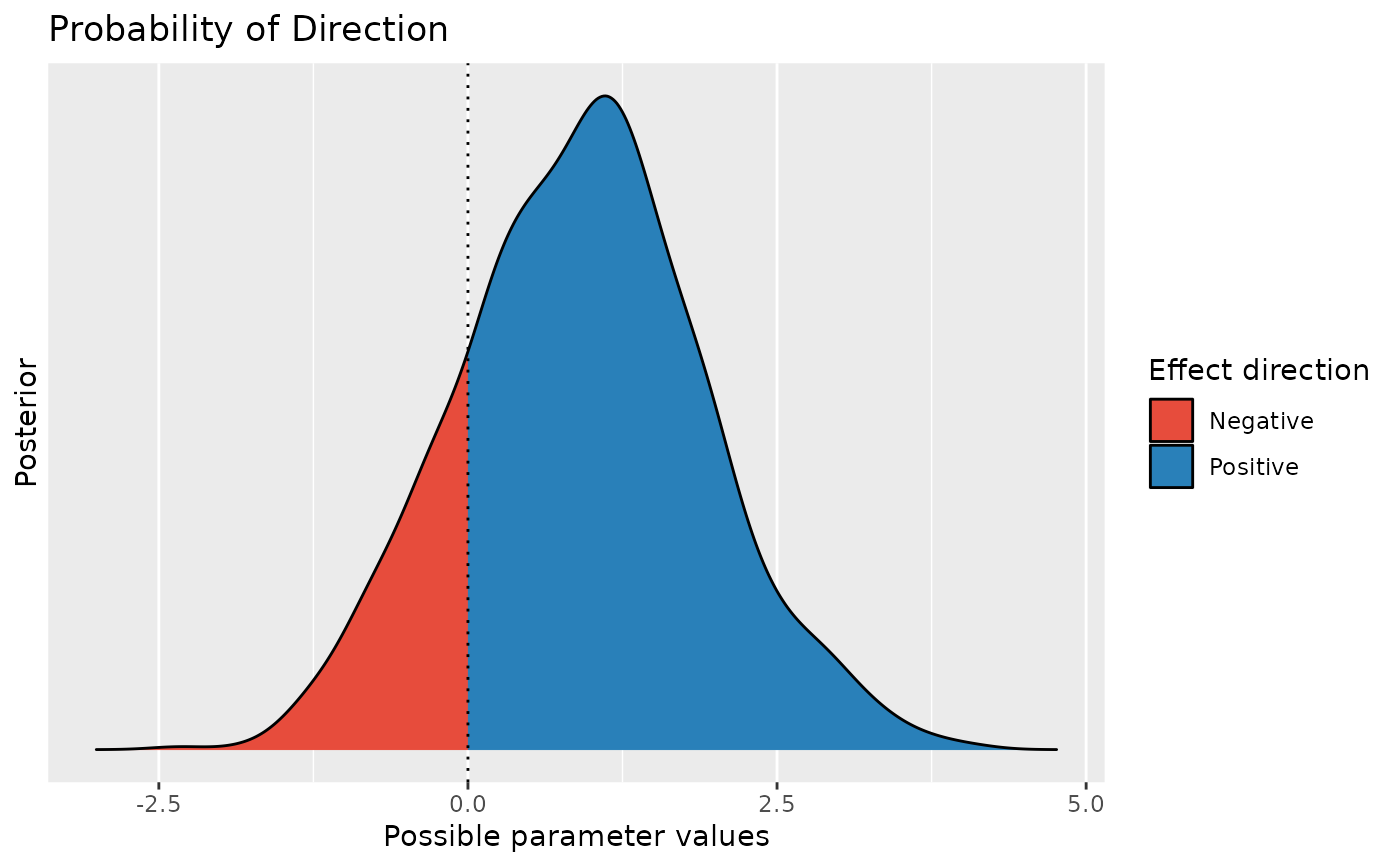 Probability of Direction
Posterior
-2.5
0.0
2.5
5.0
Possible parameter values
Effect direction
Negative
Positive